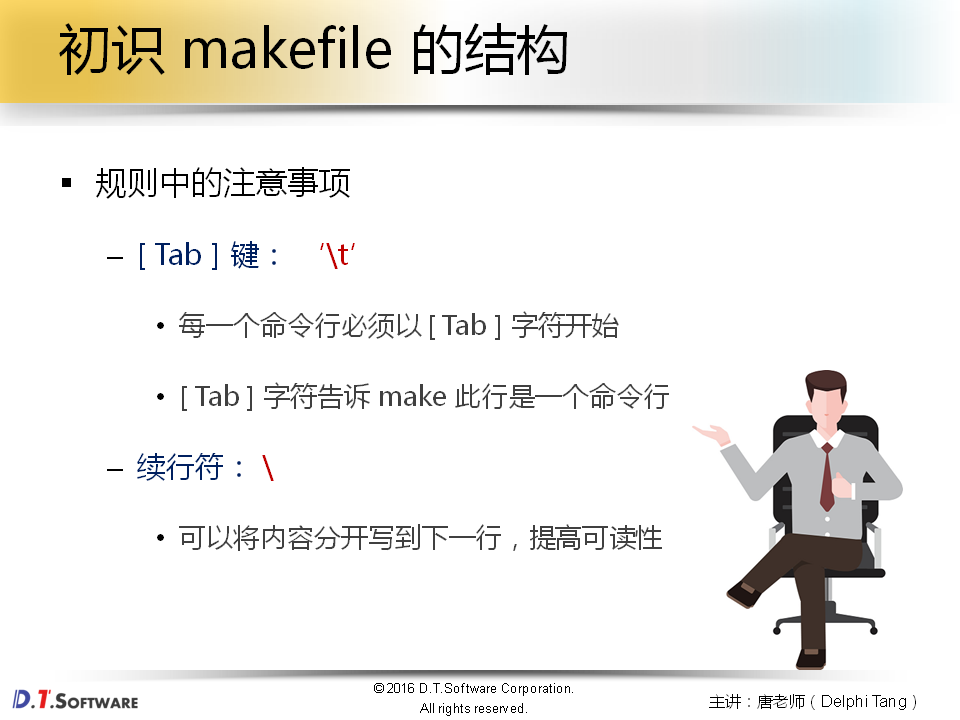 初识 makefile 的结构
▪ 规则中的注意事项
– [ Tab ] 键： ‘\t‘
• 每一个命令行必须以 [ Tab ] 字符开始
• [ Tab ] 字符告诉 make 此行是一个命令行
– 续行符： \
• 可以将内容分开写到下一行，提高可读性
D.T.SOFTWARE
©2016 D.T.Software Corporation.
All rights reserved.
主讲：唐老师（Delphi Tang）